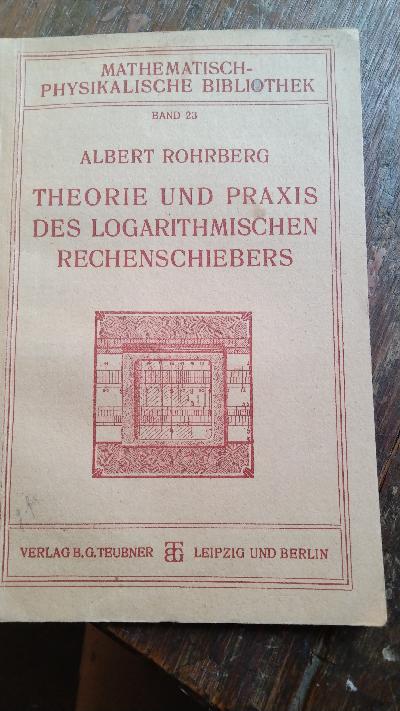 MATHEMATISCH-
PHYSIKALISCHE BIBLIOTHEK
BAND 23
ALBERT ROHRBERG
THEORIE UND PRAXIS
DES LOGARITHMISCHEN
RECHENSCHIEBERS
VERLAG B. G. TEUBNER LEIPZIG UND BERLIN